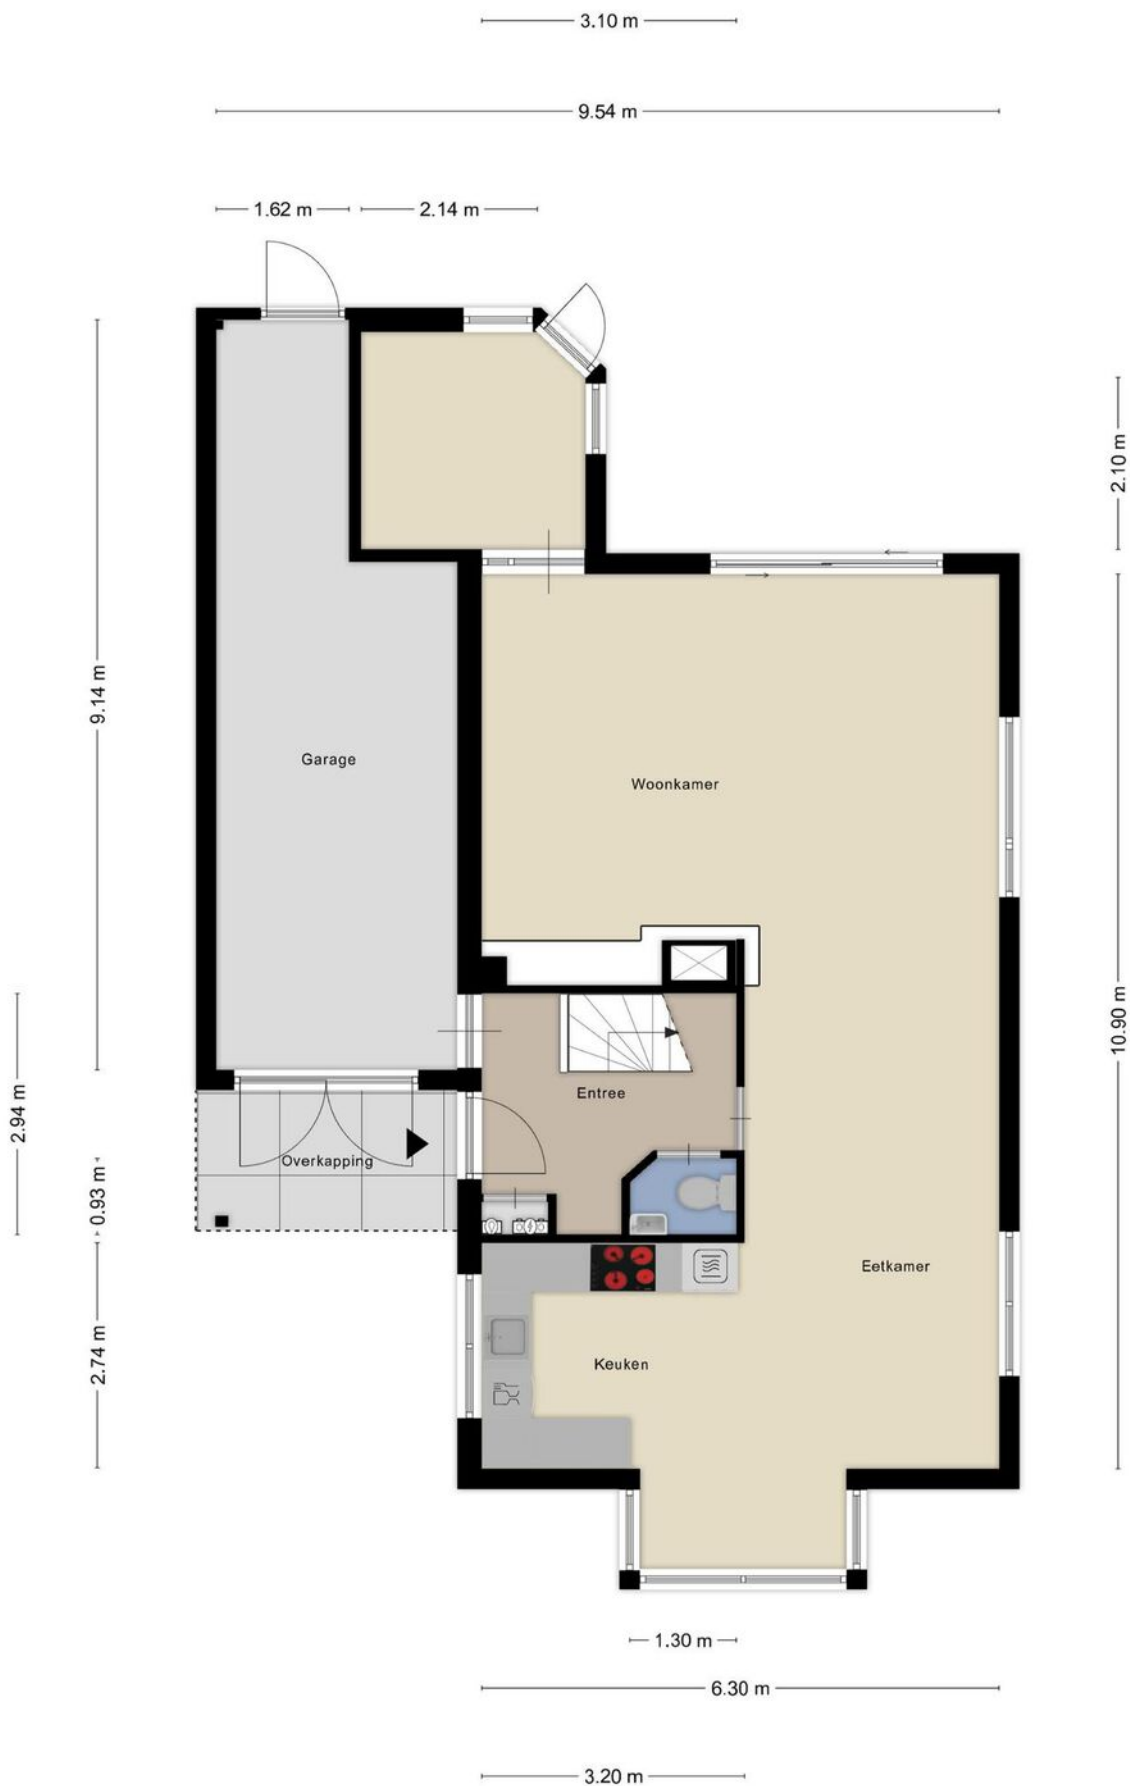 3.10 m
9.54 m
1.62 m
2.14 m
2.10 m
9.14 m
Garage
Woonkamer
10.90 m
2.94 m
Entree
Overkapping
0.93 m
Eetkamer
2.74 m
Keuken
1.30 m
6.30 m
3.20 m